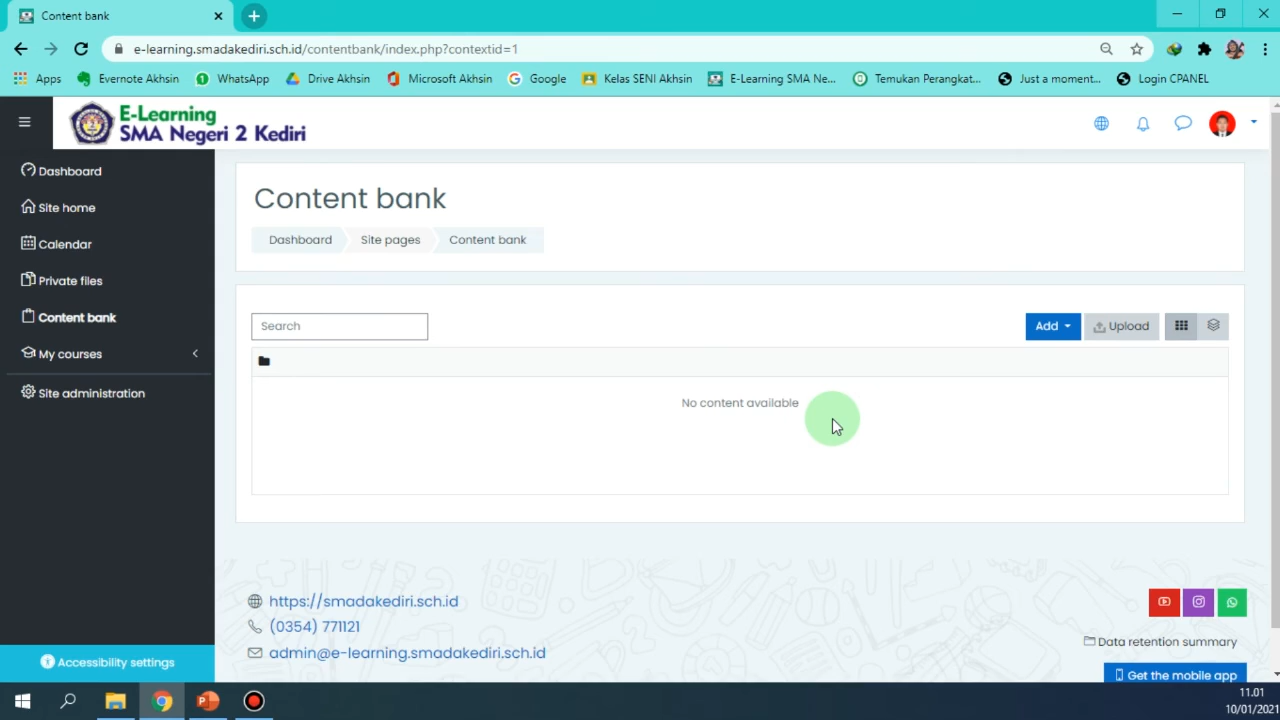 Content bank
e-learning.smadakediri.sch.id/contentbank/index.php?contextid=1
Apps
Evernote Akhsin
WhatsApp
Drive Akhsin
Microsoft Akhsin
Google
Kelas SENI Akhsin
E-Learning SMA Ne...
Temukan Perangkat...
Just a moment...
Login CPANEL
E-Learning
SMA Negeri 2 Kediri
Dashboard
Site home
Calendar
Private files
Content bank
My courses
Site administration
Accessibility settings
Content bank
Dashboard
Site pages
Content bank
Search
Add
Upload
No content available
https://smadakediri.sch.id
(0354) 771121
admin@e-learning.smadakediri.sch.id
Data retention summary
Get the mobile app
11.01
10/01/2021